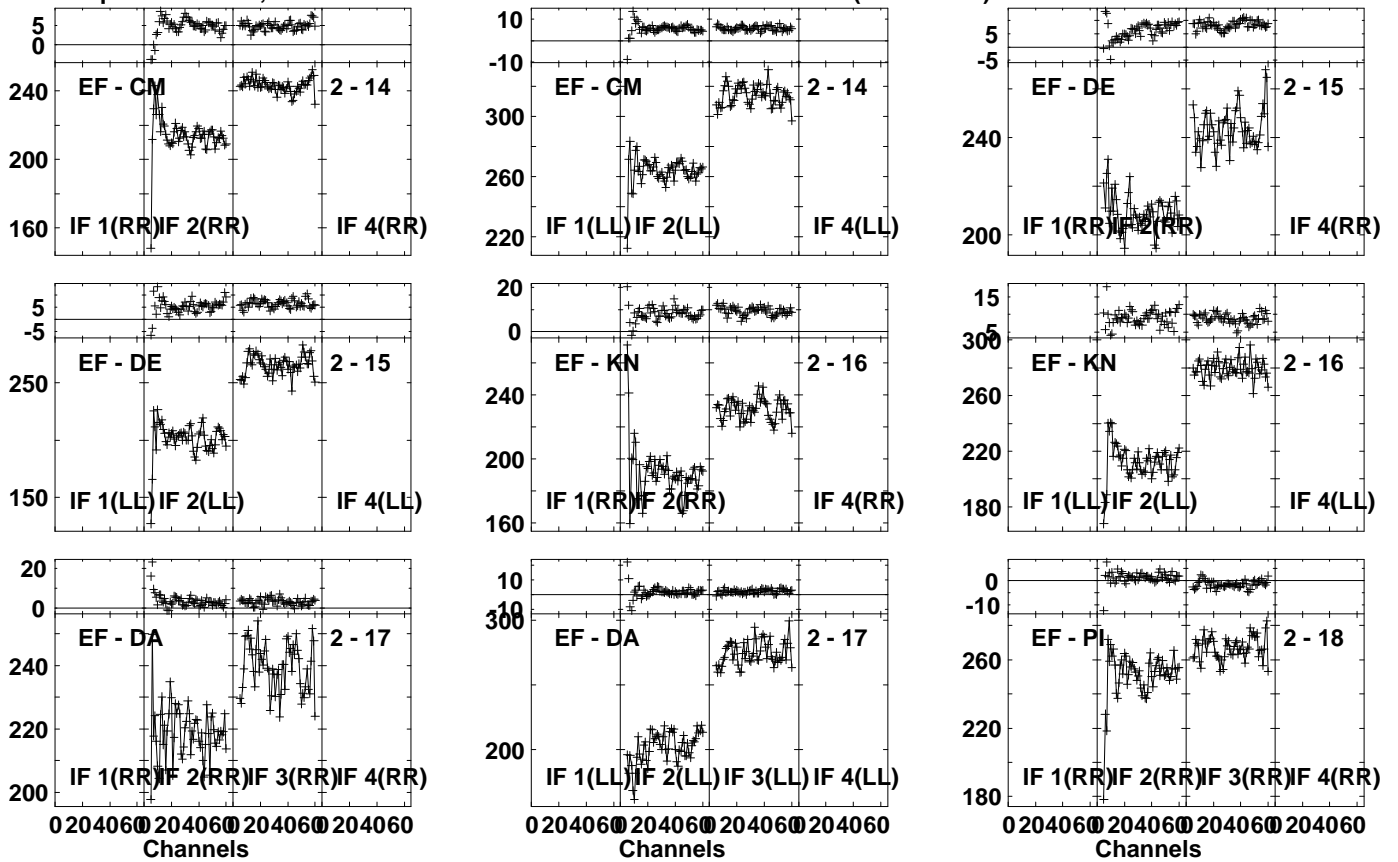 5
0
EF - CM
2 - 14
240
200
160
IF 1(RR) IF 2(RR) IF 4(RR)
10
0
-10
EF - CM
2 - 14
300
260
220
IF 1(LL) IF 2(LL) IF 4(LL)
5
-5
EF - DE
2 - 15
240
200
IF 1(RR) IF 2(RR) IF 4(RR)
5
-5
EF - DE
2 - 15
250
150
IF 1(LL) IF 2(LL) IF 4(LL)
20
0
EF - KN
2 - 16
240
200
160
IF 1(RR) IF 2(RR) IF 4(RR)
15
5
300
EF - KN
2 - 16
260
220
180
IF 1(LL) IF 2(LL) IF 4(LL)
20
0
EF - DA
2 - 17
240
220
200
IF 1(RR) IF 2(RR) IF 3(RR) IF 4(RR)
10
-10
300
EF - DA
2 - 17
200
IF 1(LL) IF 2(LL) IF 3(LL) IF 4(LL)
0
-10
EF - PI
2 - 18
260
220
180
IF 1(RR) IF 2(RR) IF 3(RR) IF 4(RR)
0 20 40 60 0 20 40 60 0 20 40 60 0 20 40 60
0 20 40 60 0 20 40 60 0 20 40 60 0 20 40 60
0 20 40 60 0 20 40 60 0 20 40 60 0 20 40 60
Channels
Channels
Channels